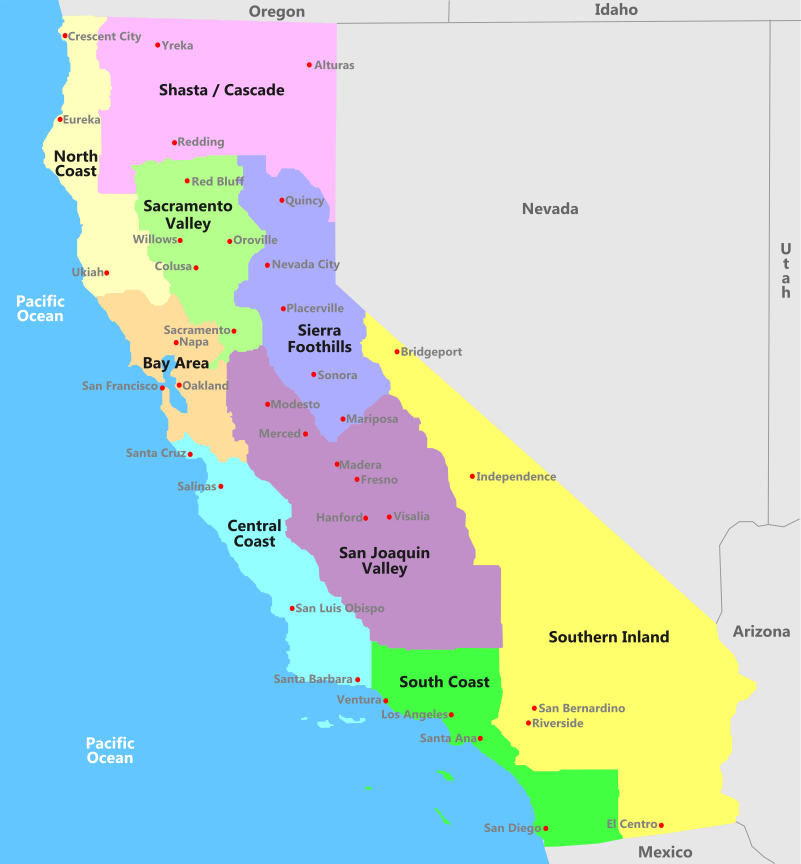 Oregon
Idaho
Crescent City
Yreka
Alturas
Shasta / Cascade
Eureka
Redding
North
Coast
Red Bluff
Quincy
Sacramento
Valley
Nevada
Willows
Oroville
Utah
Colusa
Nevada City
Ukiah
Pacific
Ocean
Placerville
Sacramento
Sierra
Foothills
Napa
Bridgeport
Bay Area
Sonora
San Francisco
Oakland
Modesto
Mariposa
Merced
Santa Cruz
Madera
Independence
Fresno
Salinas
Hanford
Visalia
Central
Coast
San Joaquin
Valley
San Luis Obispo
Arizona
Southern Inland
Santa Barbara
South Coast
Ventura
San Bernardino
Los Angeles
Riverside
Santa Ana
Pacific
Ocean
San Diego
El Centro
Mexico